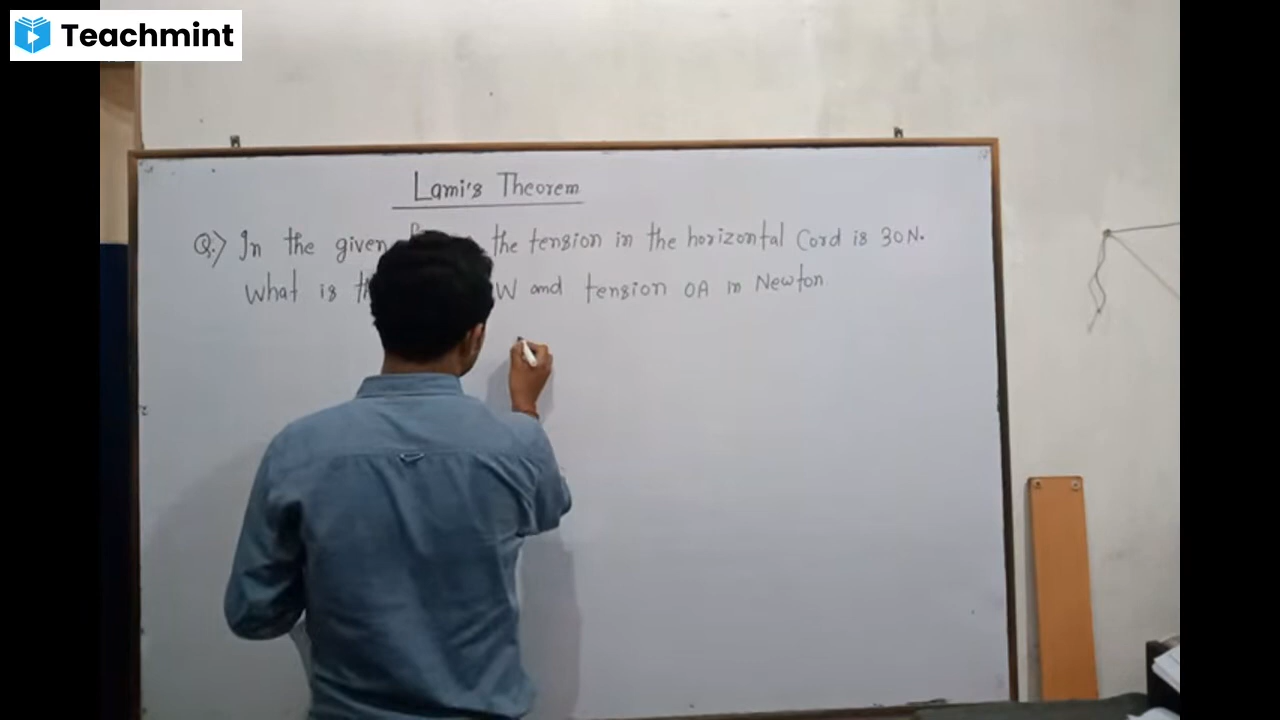 Teachmint
Lami's Theorem
Q.) In the given the tension in the horizontal Cord is 30N.
What is W and tension OA in Newton.